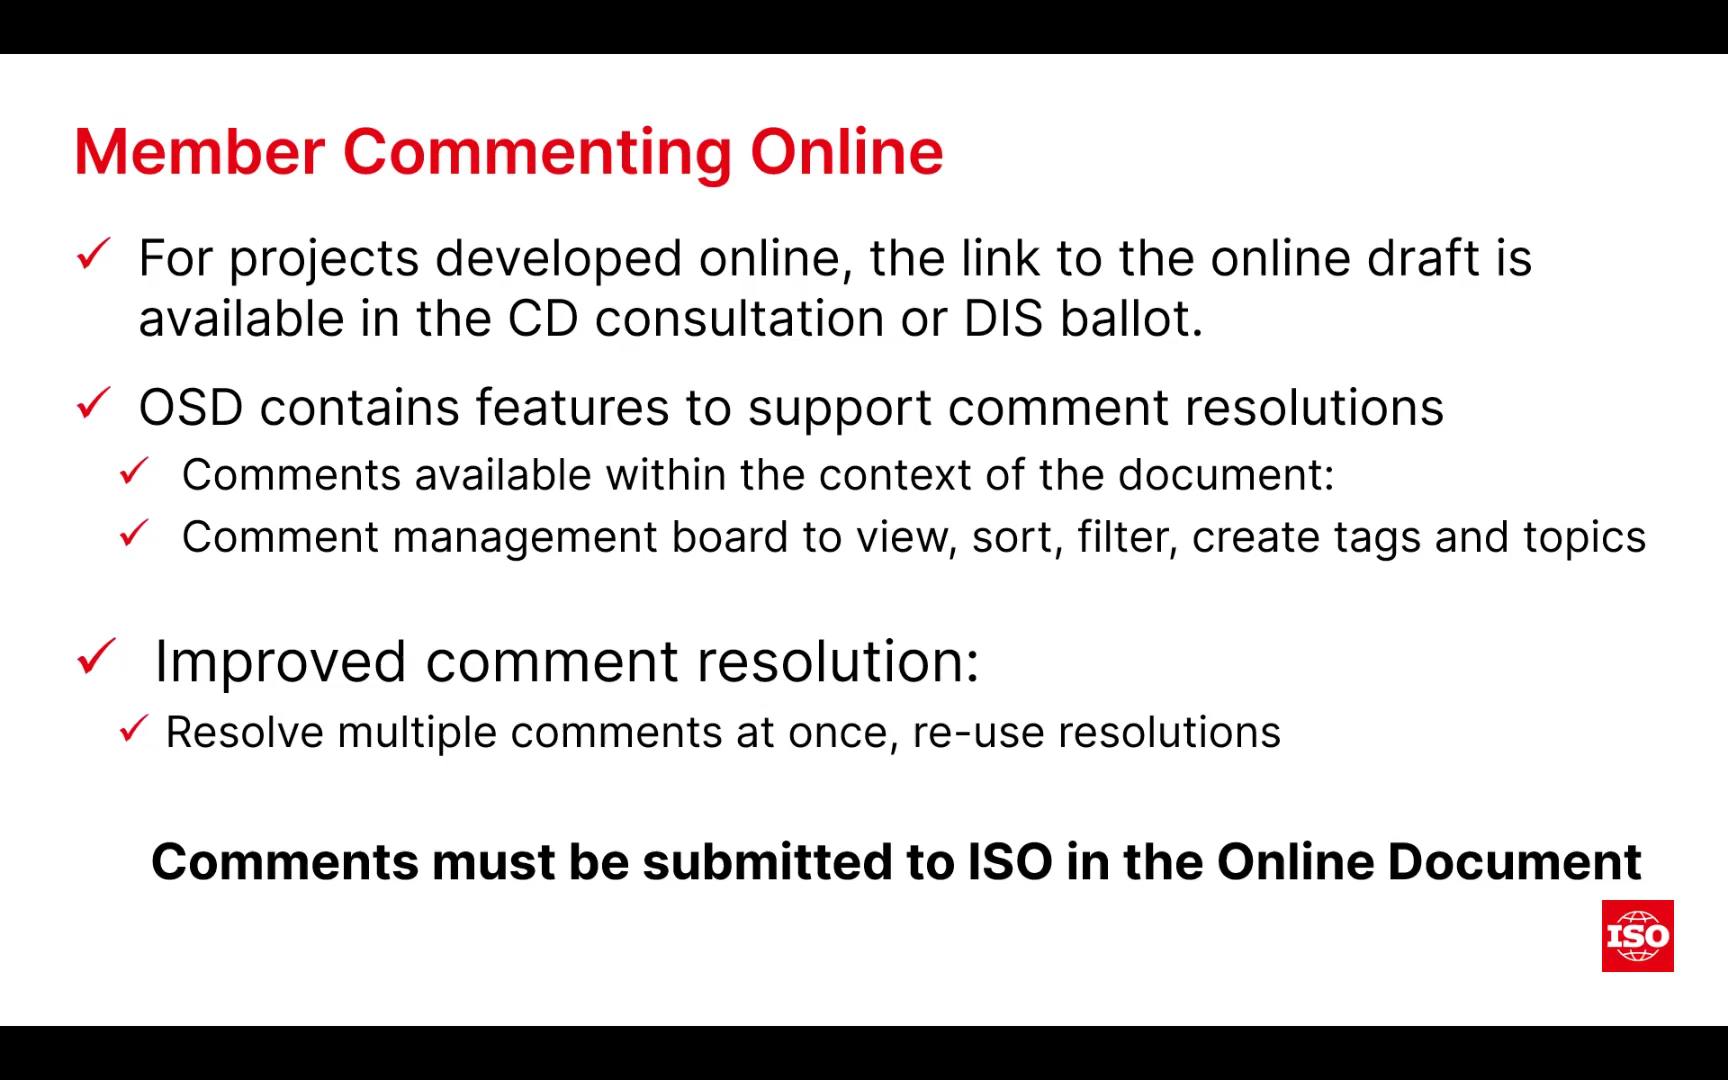 Member Commenting Online
For projects developed online, the link to the online draft is
available in the CD consultation or DIS ballot.
OSD contains features to support comment resolutions
Comments available within the context of the document:
Comment management board to view, sort, filter, create tags and topics
Improved comment resolution:
Resolve multiple comments at once, re-use resolutions
Comments must be submitted to ISO in the Online Document
ISO